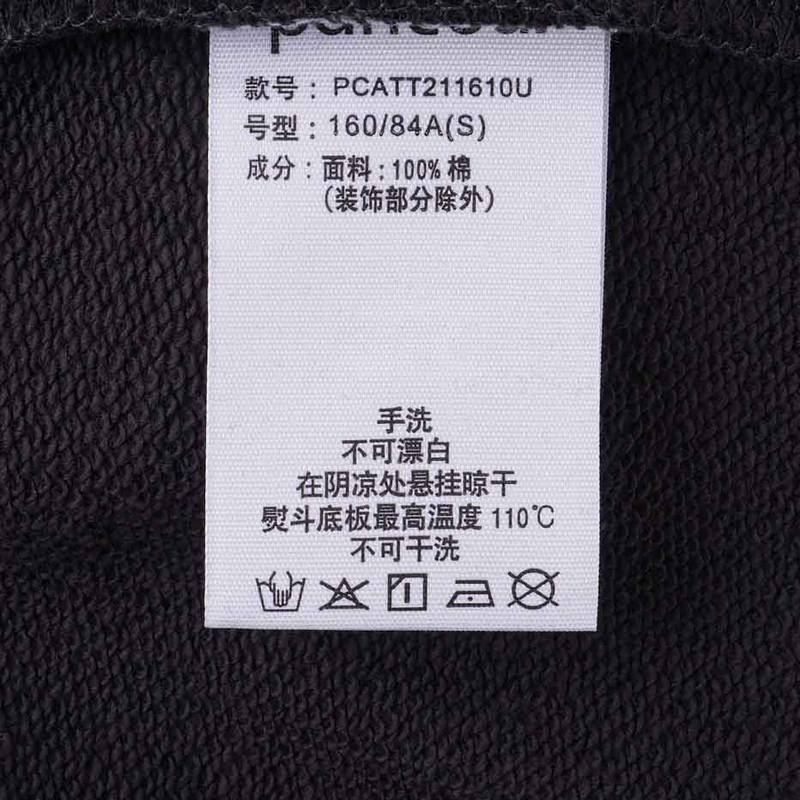 款号：PCATT211610U
号型：160/84A(S)
成分：面料：100% 棉
（装饰部分除外）
手洗
不可漂白
在阴凉处悬挂晾干
熨斗底板最高温度 110℃
不可干洗